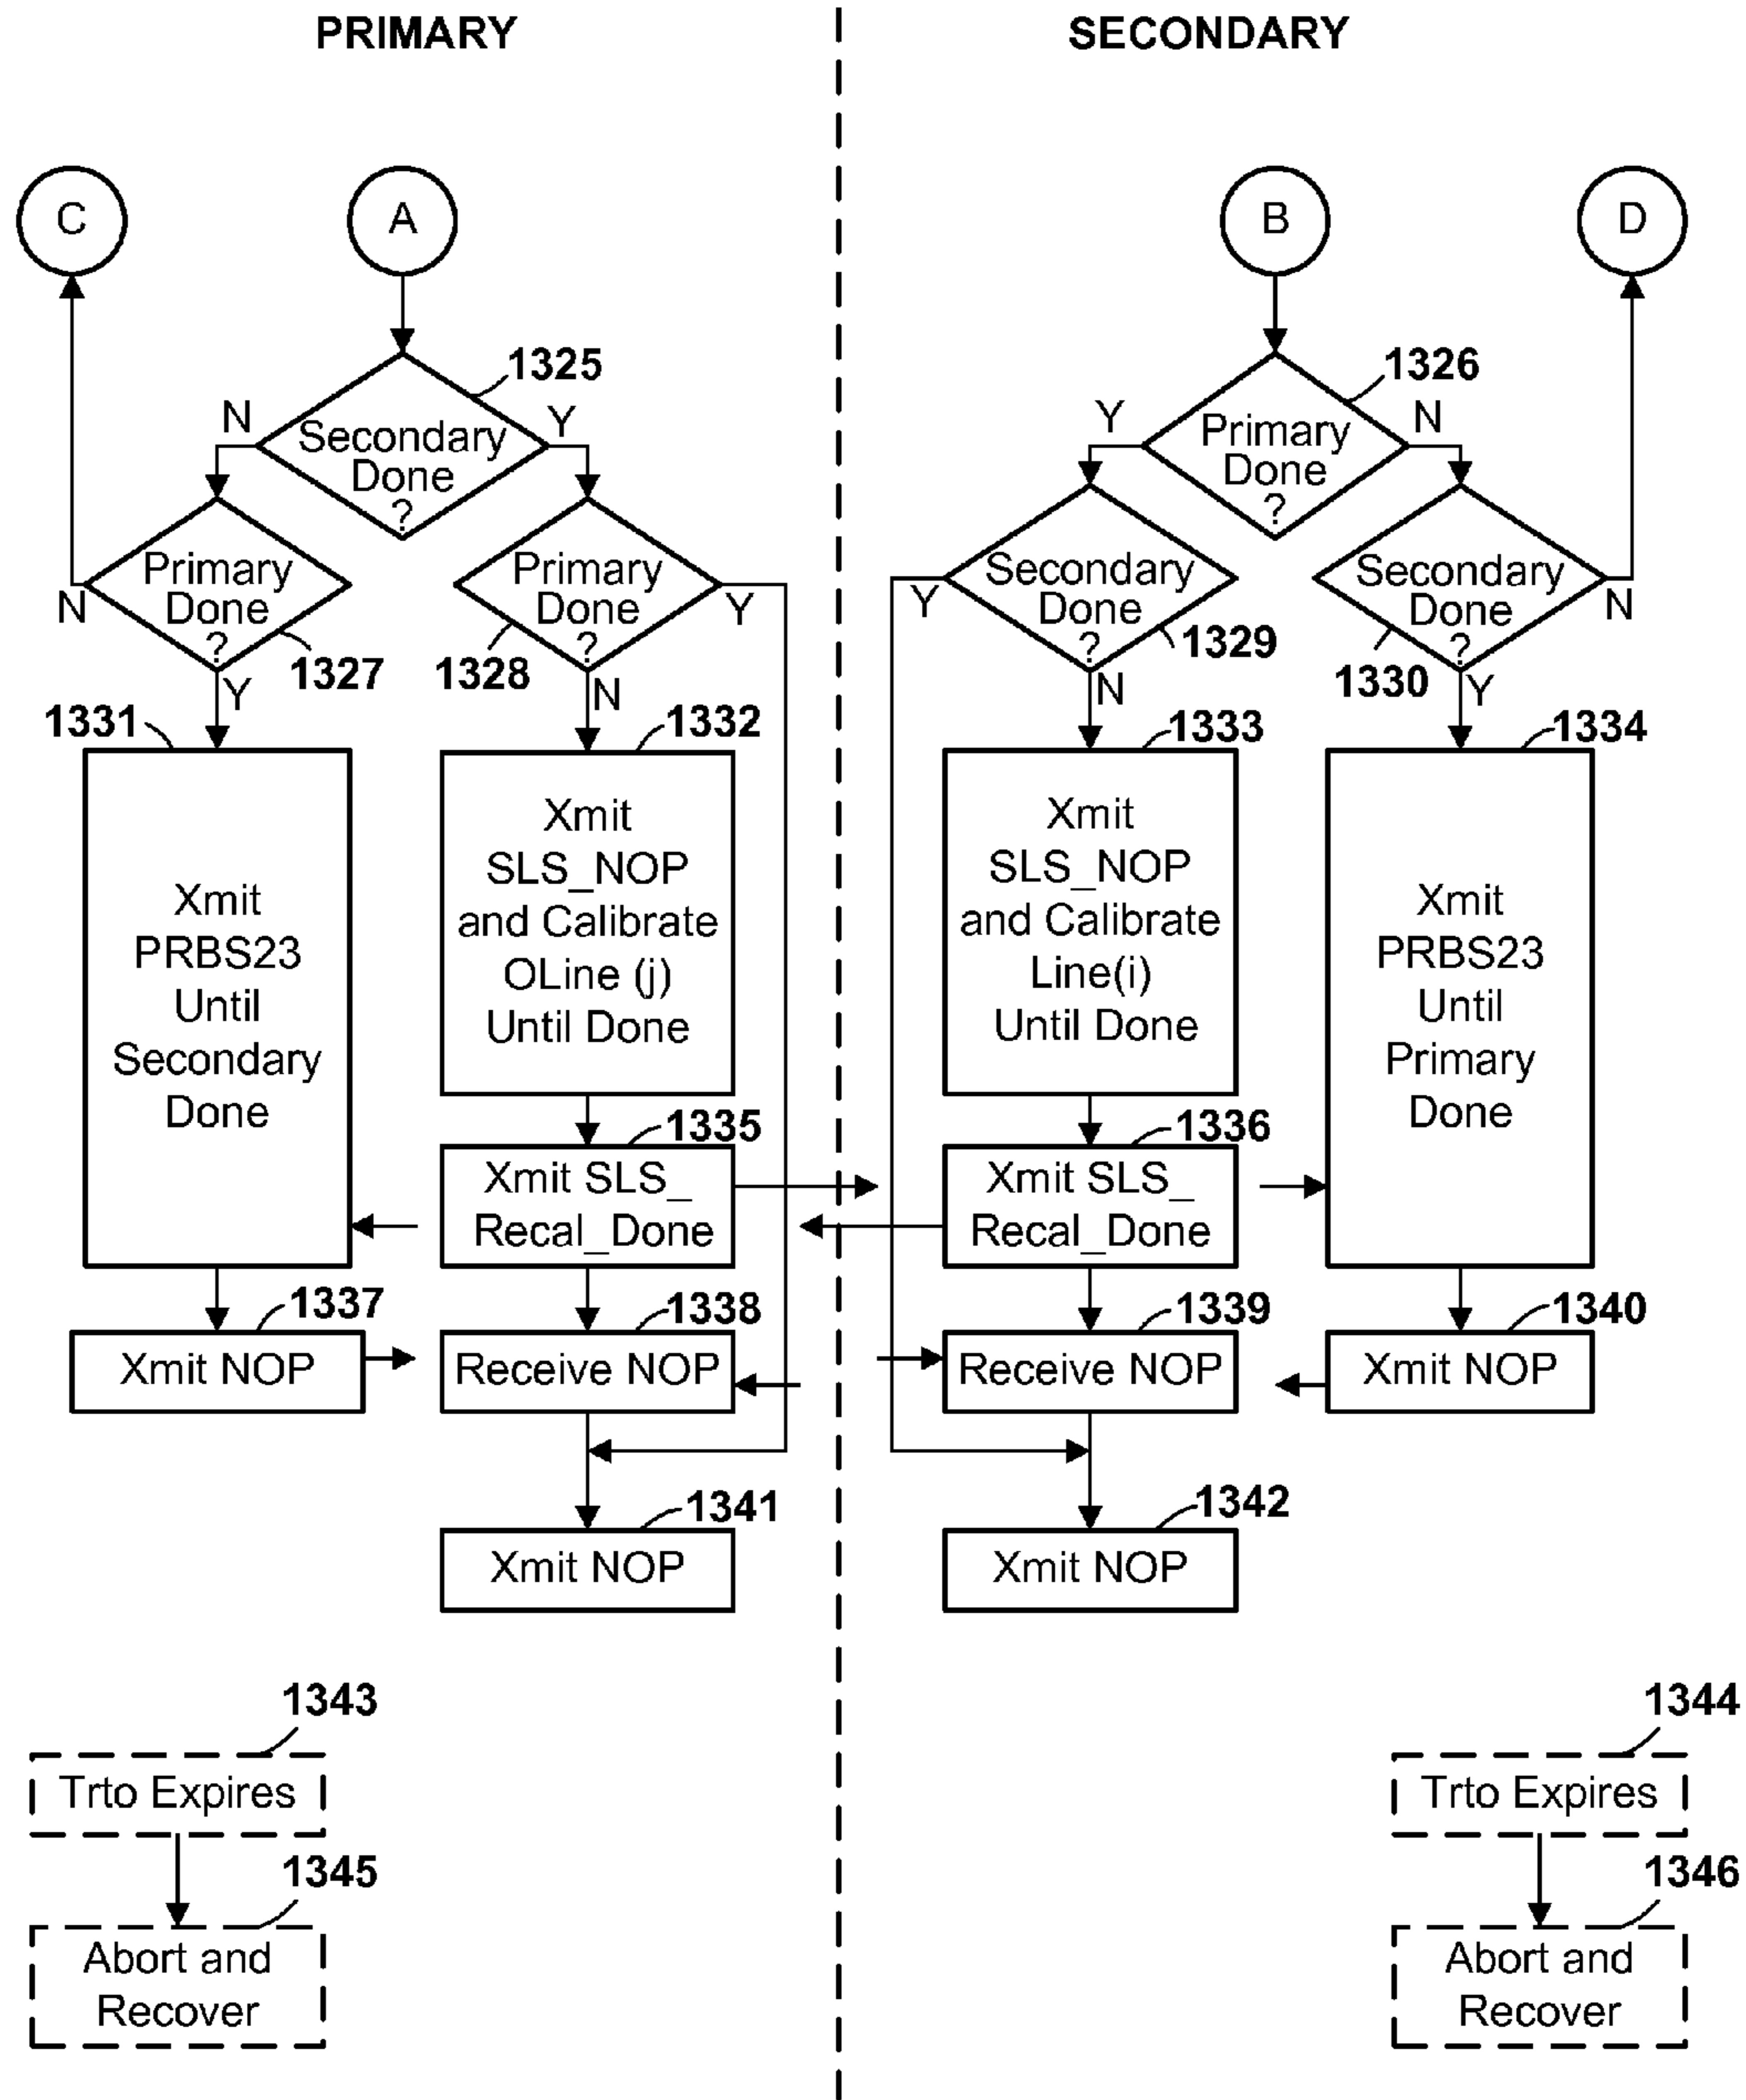 PRIMARY
SECONDARY
C
A
B
D
1325
1326
N
Y
Y
N
Secondary
Done
?
Primary
Done
?
Primary
Done
?
N
1327
Y
Primary
Done
?
Y
1328
N
Secondary
Done
?
Y
1329
N
Secondary
Done
?
N
1330
Y
1331
1332
1333
1334
Xmit
PRBS23
Until
Secondary
Done
Xmit
SLS_NOP
and Calibrate
OLine (j)
Until Done
Xmit
SLS_NOP
and Calibrate
Line(i)
Until Done
Xmit
PRBS23
Until
Primary
Done
1335
1336
Xmit SLS_
Recal_Done
Xmit SLS_
Recal_Done
1337
1338
1339
1340
Xmit NOP
Receive NOP
Receive NOP
Xmit NOP
1341
1342
Xmit NOP
Xmit NOP
1343
1344
Trto Expires
Trto Expires
1345
1346
Abort and
Recover
Abort and
Recover